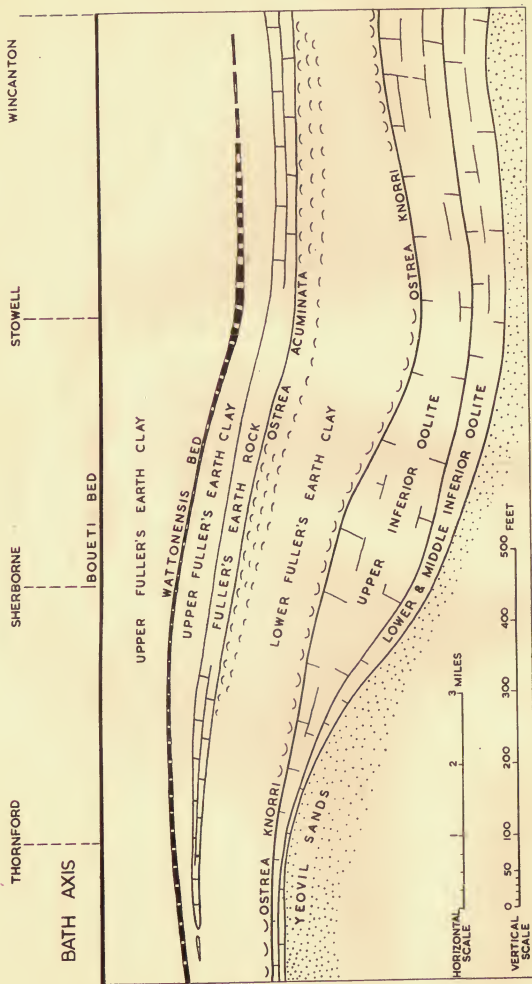 BATH AXIS
THORNFORD
SHERBORNE
STOWELL
WINCANTON
BOUETI BED
UPPER FULLER'S EARTH CLAY
WATTONENSIS BED
UPPER FULLER'S EARTH CLAY
FULLER'S EARTH ROCK
OSTREA ACUMINATA
LOWER FULLER'S EARTH CLAY
OSTREA KNORRI
OSTREA KNORRI
UPPER INFERIOR OOLITE
LOWER & MIDDLE INFERIOR OOLITE
YEOVIL SANDS
HORIZONTAL SCALE
1 2 3 MILES
VERTICAL SCALE
0 50 100 200 300 400 500 FEET